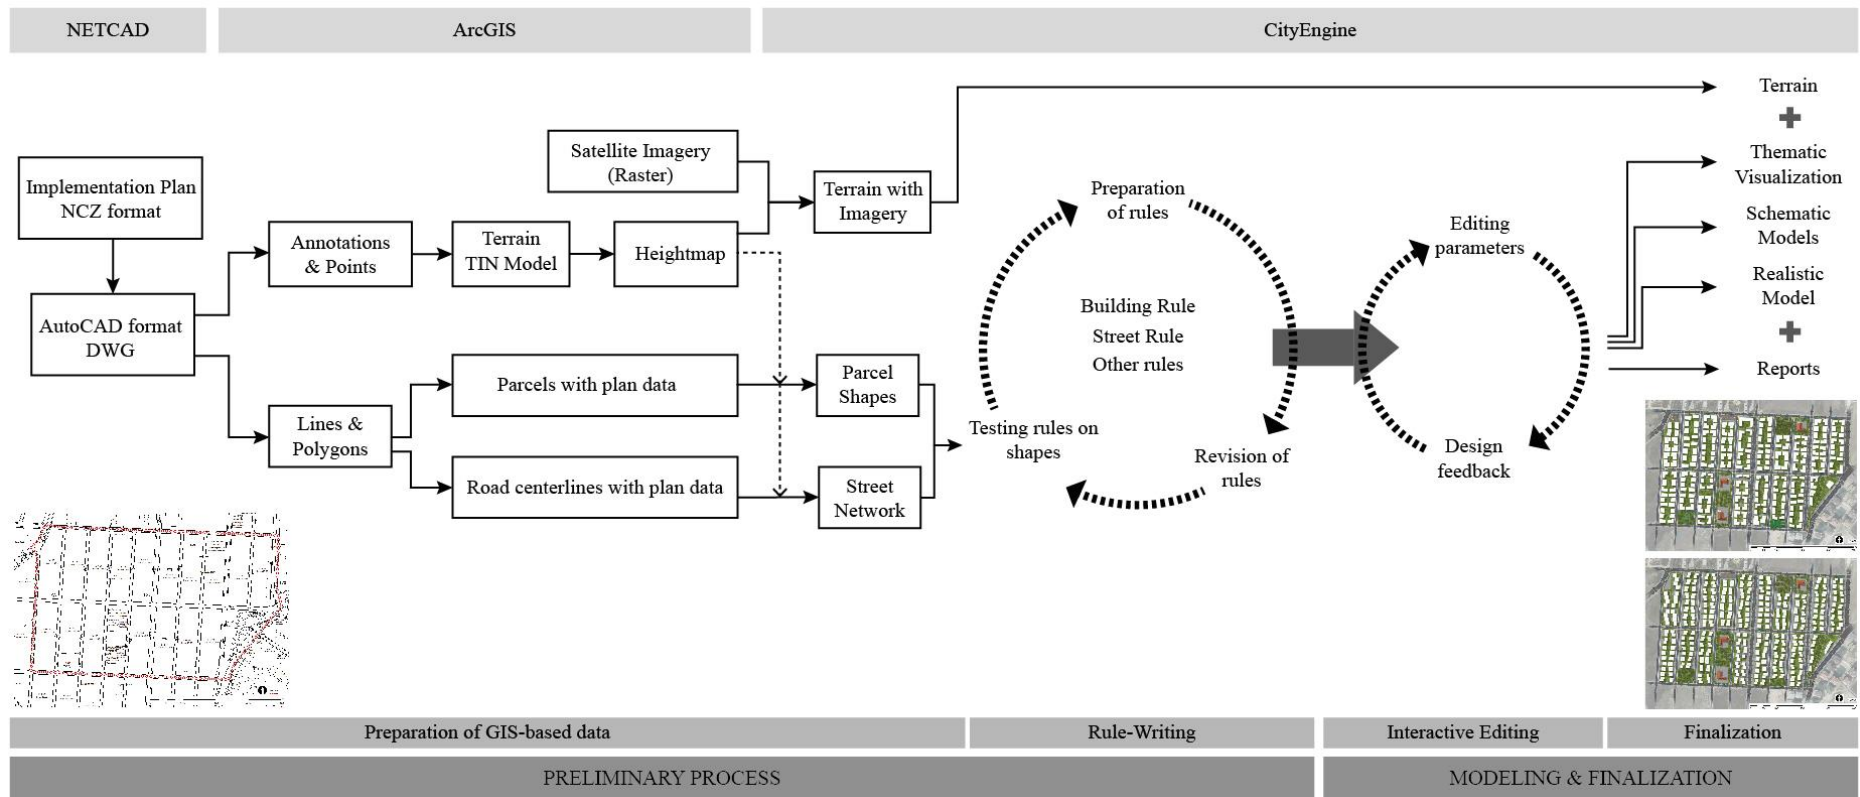 NETCAD
ArcGIS
CityEngine
Implementation Plan
NCZ format
AutoCAD format
DWG
Annotations
& Points
Terrain
TIN Model
Satellite Imagery
(Raster)
Heightmap
Terrain with
Imagery
Lines &
Polygons
Parcels with plan data
Road centerlines with plan data
Parcel
Shapes
Street
Network
Preparation
of rules
Building Rule
Street Rule
Other rules
Testing rules on
shapes
Revision of
rules
Editing
parameters
Design
feedback
Terrain
Thematic
Visualization
Schematic
Models
Realistic
Model
Reports
Preparation of GIS-based data
Rule-Writing
Interactive Editing
Finalization
PRELIMINARY PROCESS
MODELING & FINALIZATION